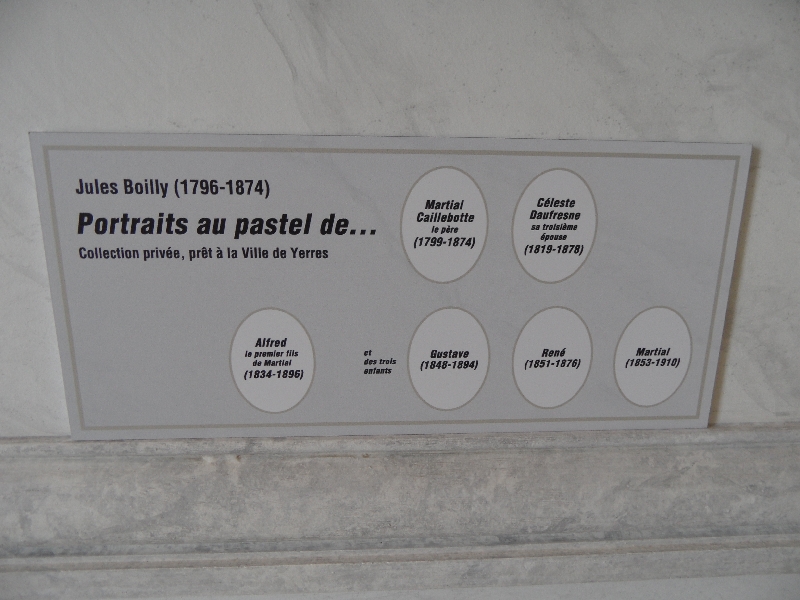 Jules Boilly (1796-1874)
Portraits au pastel de...
Collection privée, prêt à la Ville de Yerres
Martial
Caillebotte
le père
(1799-1874)
Céleste
Daufresne
sa troisième
épouse
(1819-1878)
Alfred
le premier fils
de Martial
(1834-1896)
et
des trois
enfants
Gustave
(1848-1894)
René
(1851-1876)
Martial
(1853-1910)